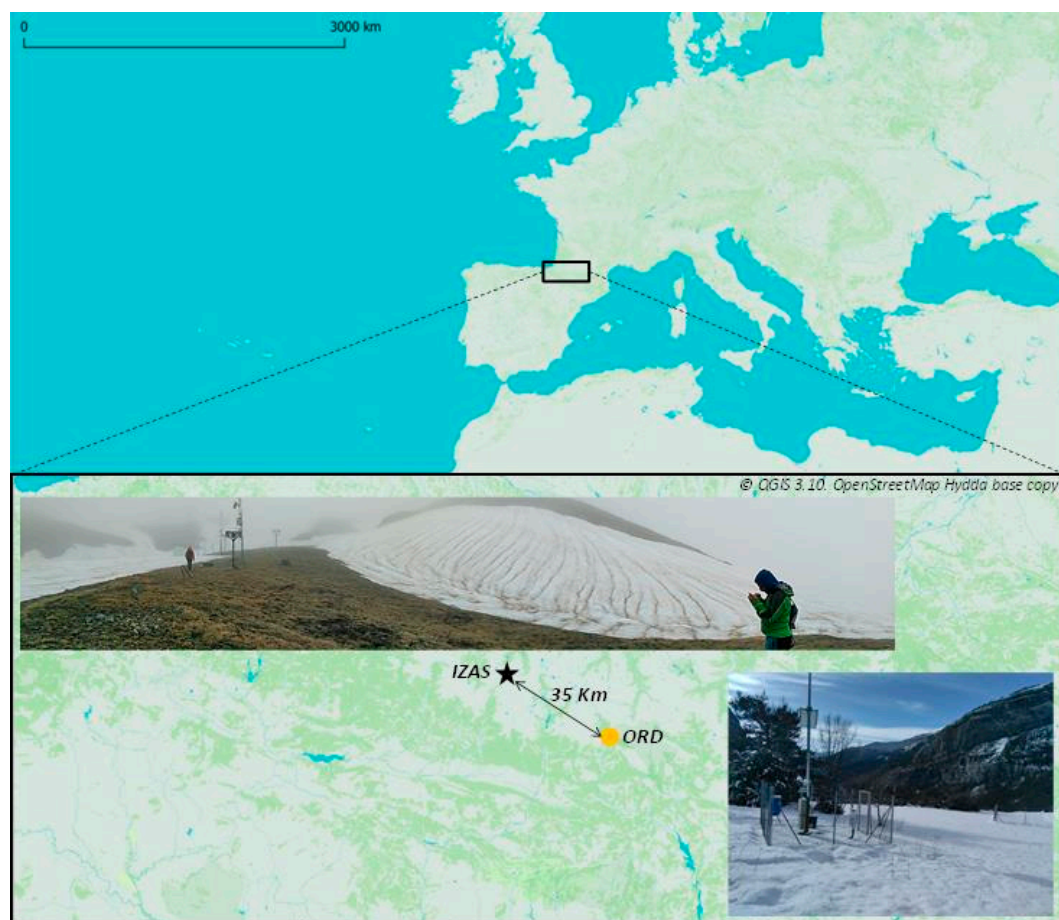 0 3000 km
© QGIS 3.10. OpenStreetMap Hydda base copy
IZAS
35 Km
ORD